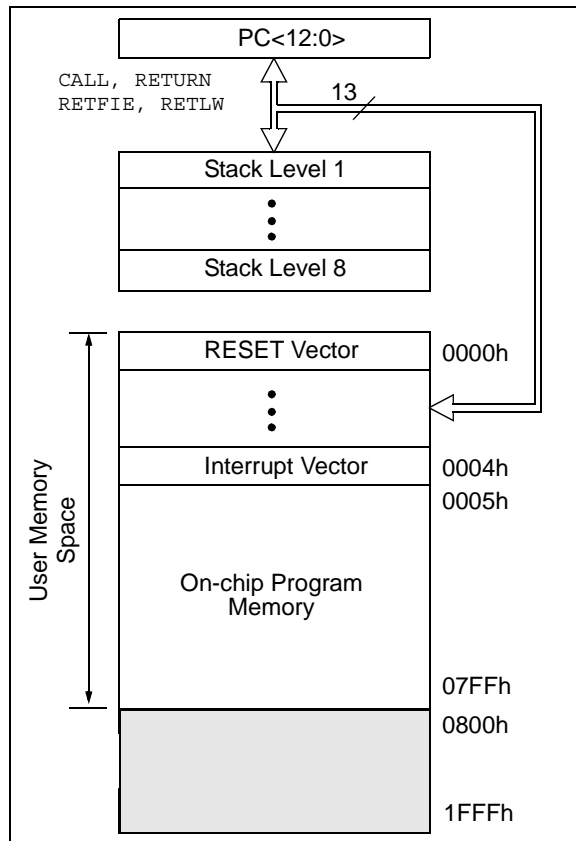 PC<12:0>
CALL, RETURN
RETFIE, RETLW
13
Stack Level 1
Stack Level 8
RESET Vector
0000h
Interrupt Vector
0004h
0005h
User Memory
Space
On-chip Program
Memory
07FFh
0800h
1FFFh